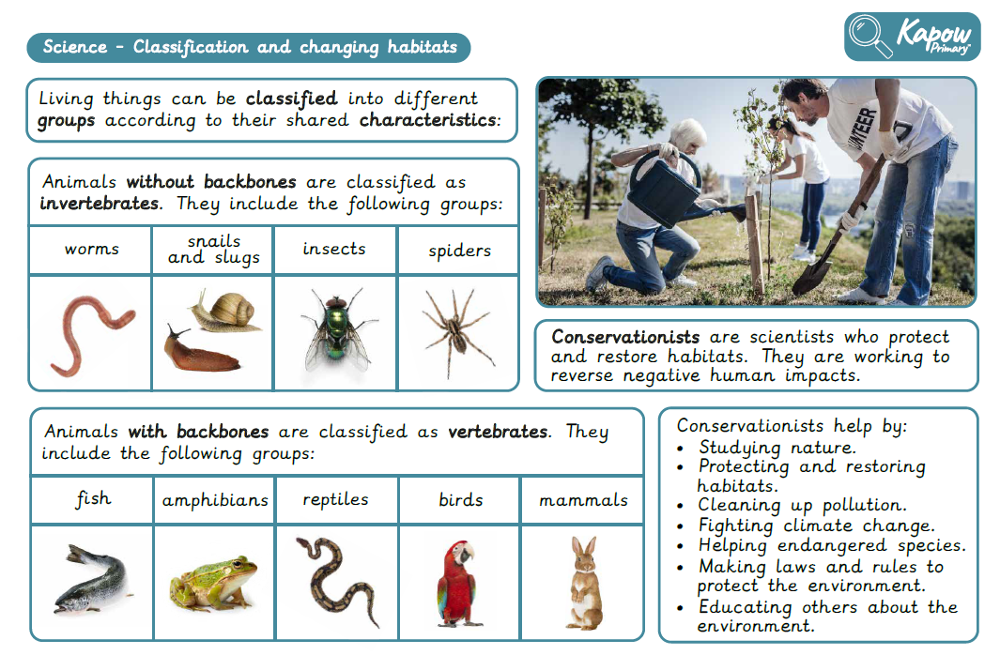 Science - Classification and changing habitats
Kapow
Primary™
Living things can be classified into different
groups according to their shared characteristics:
Animals without backbones are classified as
invertebrates. They include the following groups:
worms
snails
and slugs
insects
spiders
VOLUNTEER
Conservationists are scientists who protect
and restore habitats. They are working to
reverse negative human impacts.
Animals with backbones are classified as vertebrates. They
include the following groups:
fish
amphibians
reptiles
birds
mammals
Conservationists help by:
• Studying nature.
• Protecting and restoring
habitats.
• Cleaning up pollution.
• Fighting climate change.
• Helping endangered species.
• Making laws and rules to
protect the environment.
• Educating others about the
environment.